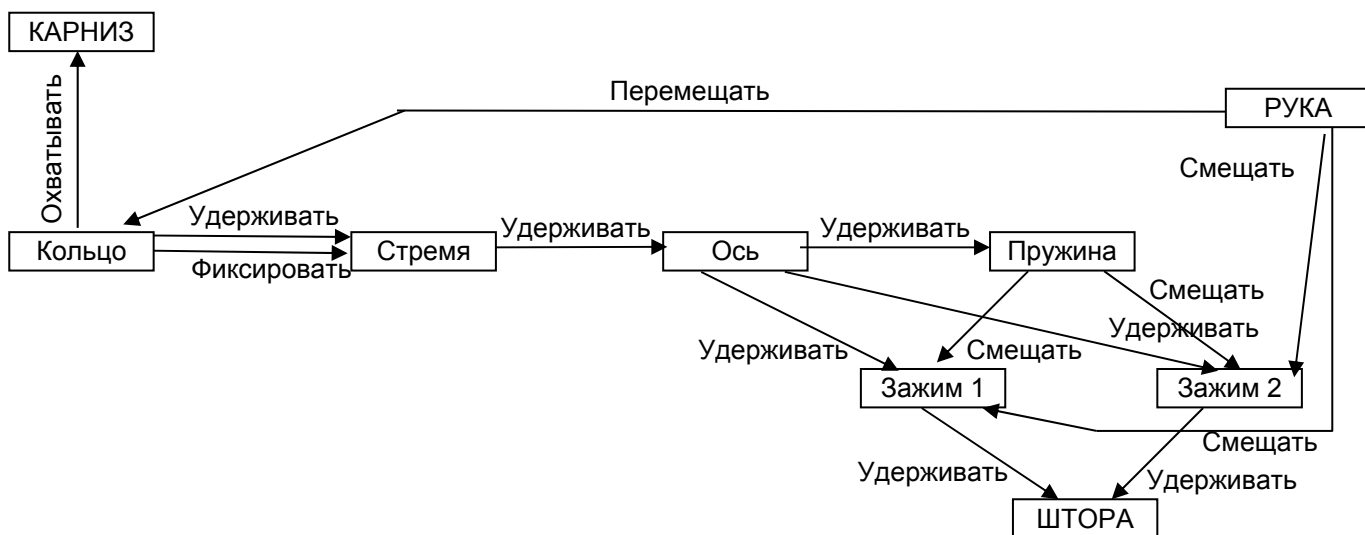 КАРНИЗ
Перемещать
РУКА
Охватывать
Смещать
Удерживать
Удерживать
Удерживать
Кольцо
Стремя
Ось
Пружина
Фиксировать
Смещать
Удерживать
Удерживать
Смещать
Зажим 1
Зажим 2
Смещать
Удерживать
Удерживать
ШТОРА